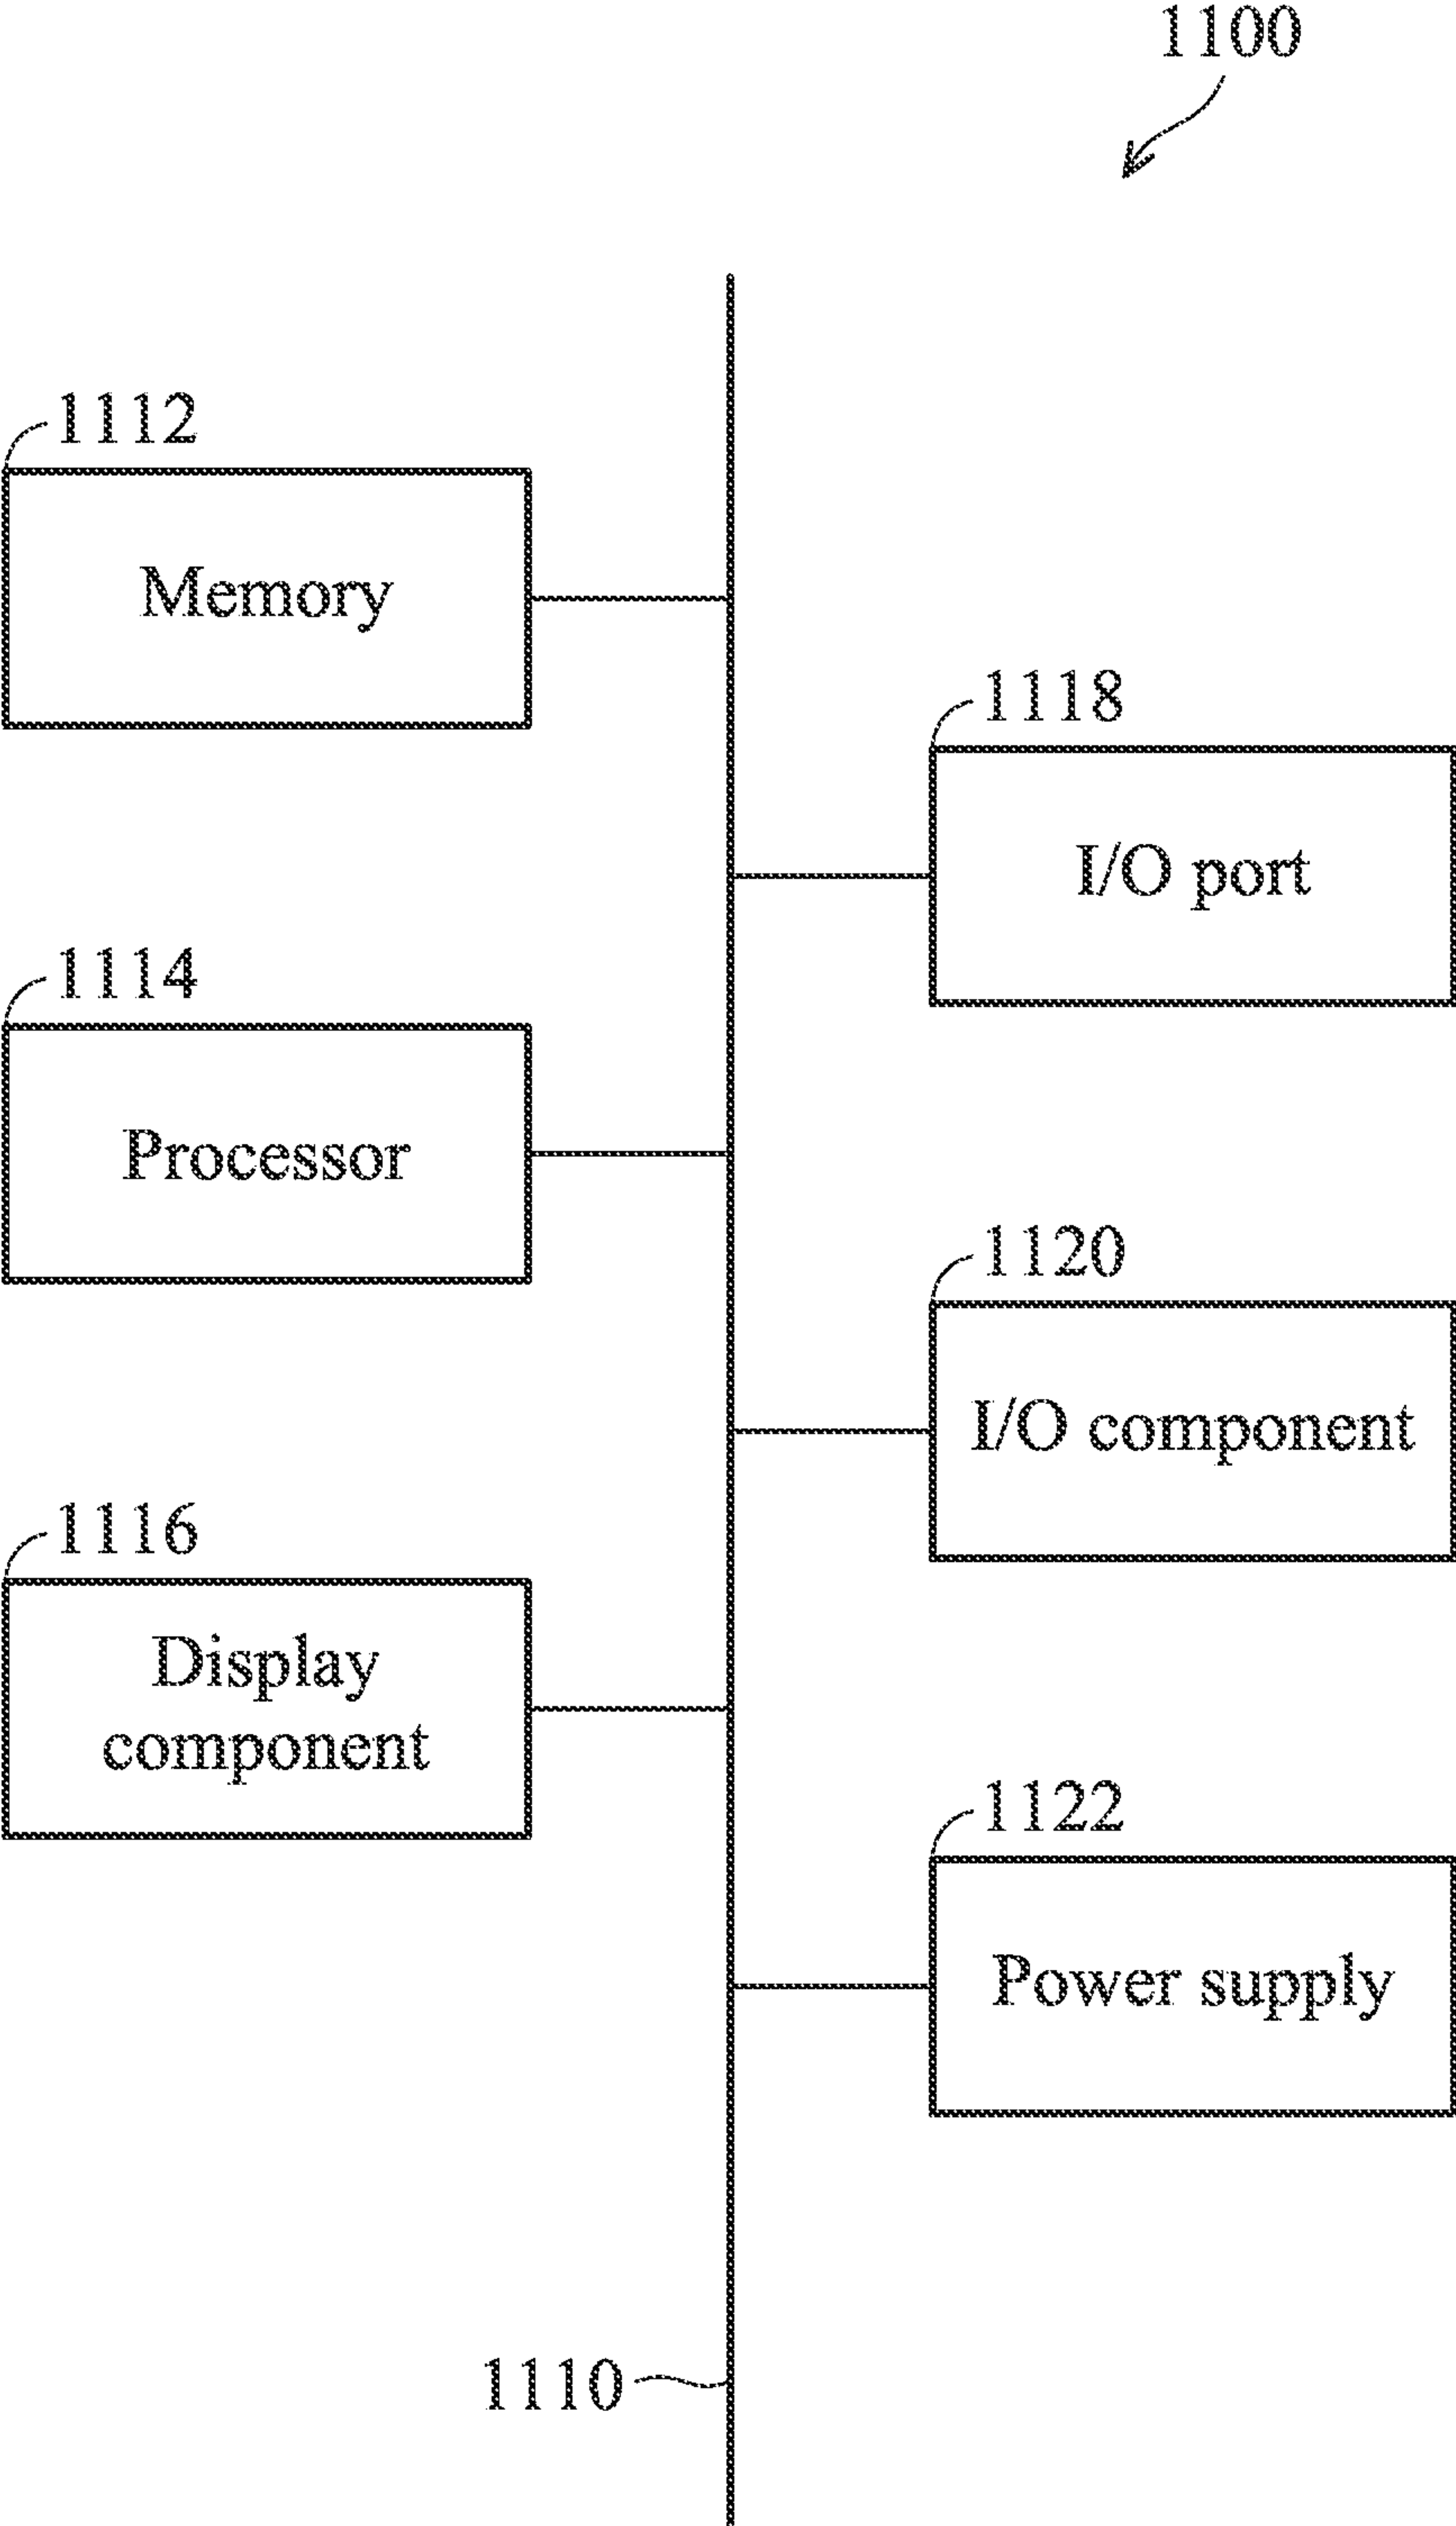 1100
1112
Memory
1118
I/O port
1114
Processor
1120
I/O component
1116
Display
component
1122
Power supply
1110